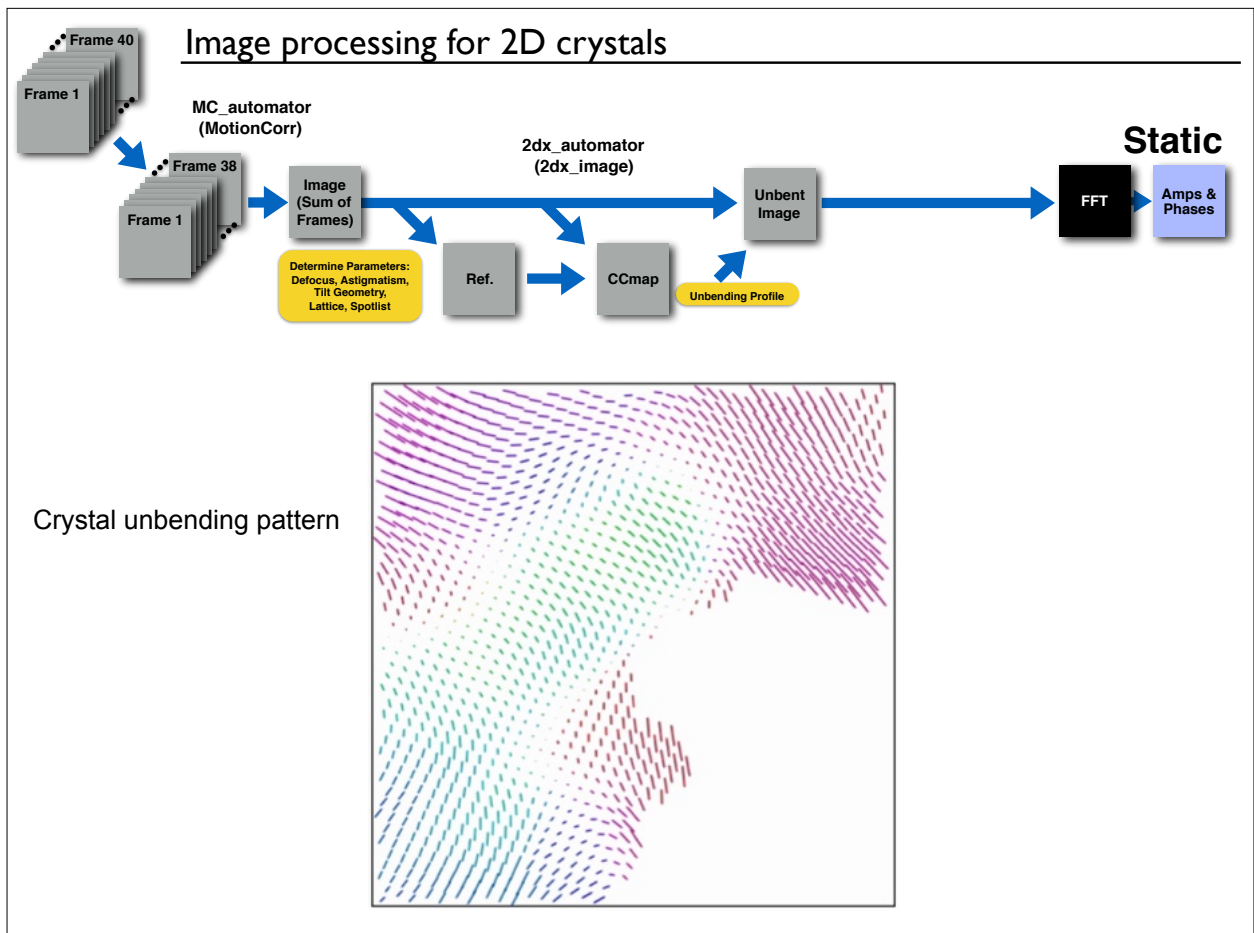 Image processing for 2D crystals
Frame 40
Frame 1
MC_automator
(MotionCorr)
Frame 38
Frame 1
Image
(Sum of
Frames)
2dx_automator
(2dx_image)
Unbent
Image
Static
FFT
Amps &
Phases
Determine Parameters:
Defocus, Astigmatism,
Tilt Geometry,
Lattice, Spotlist
Ref.
CCmap
Unbending Profile
Crystal unbending pattern